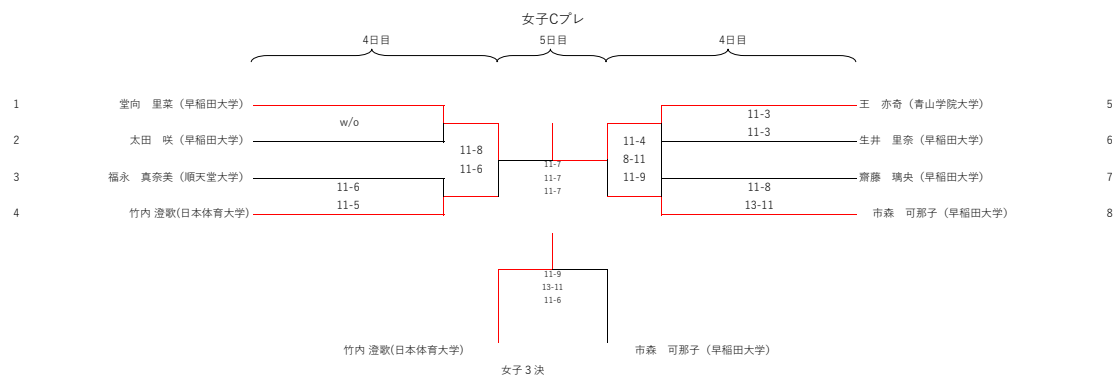 女子Cプレ
4日目 5日目 4日目
1 堂向　里菜（早稲田大学） 王　亦奇（青山学院大学） 5
w/o 11-3
2 太田　咲（早稲田大学） 11-3 生井　里奈（早稲田大学） 6
11-8 11-4
11-6 8-11
11-7 11-9
11-7
11-7
3 福永　真奈美（順天堂大学） 齋藤　璃央（早稲田大学） 7
11-6 11-8
11-5 13-11
4 竹内 澄歌(日本体育大学) 市森　可那子（早稲田大学） 8
11-9
13-11
11-6
竹内 澄歌(日本体育大学) 市森　可那子（早稲田大学）
女子３決